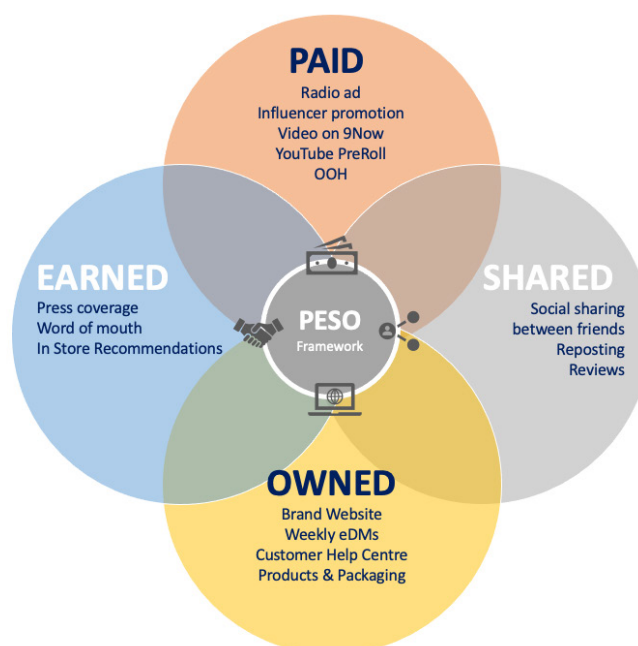 PAID
Radio ad
Influencer promotion
Video on 9Now
YouTube PreRoll
OOH
EARNED
Press coverage
Word of mouth
In Store Recommendations
PESO
Framework
SHARED
Social sharing
between friends
Reposting
Reviews
OWNED
Brand Website
Weekly eDMs
Customer Help Centre
Products & Packaging